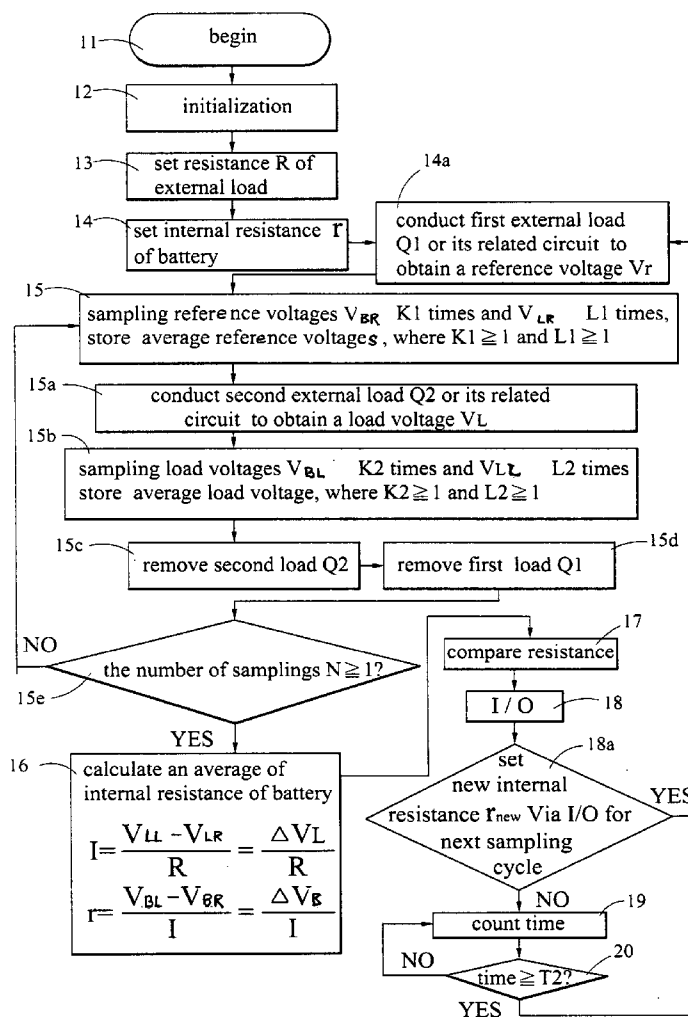 11
begin
12
initialization
13
set resistance R of
external load
14
set internal resistance r
of battery
14a
conduct first external load
Q1 or its related circuit to
obtain a reference voltage Vr
15
sampling reference voltages VBR K1 times and VLR L1 times,
store average reference voltages, where K1≧1 and L1≧1
15a
conduct second external load Q2 or its related
circuit to obtain a load voltage VL
15b
sampling load voltages VBL K2 times and VLL L2 times
store average load voltage, where K2≧1 and L2≧1
15c
remove second load Q2
15d
remove first load Q1
NO
the number of samplings N≧1?
15e
YES
16
calculate an average of
internal resistance of battery
I=(VLL-VLR)/R=△VL/R
r=(VBL-VBR)/I=△VB/I
17
compare resistance
I / O
18
18a
set
new internal
resistance rnew Via I/O for
next sampling
cycle
YES
NO
19
count time
20
NO
time≧T2?
YES